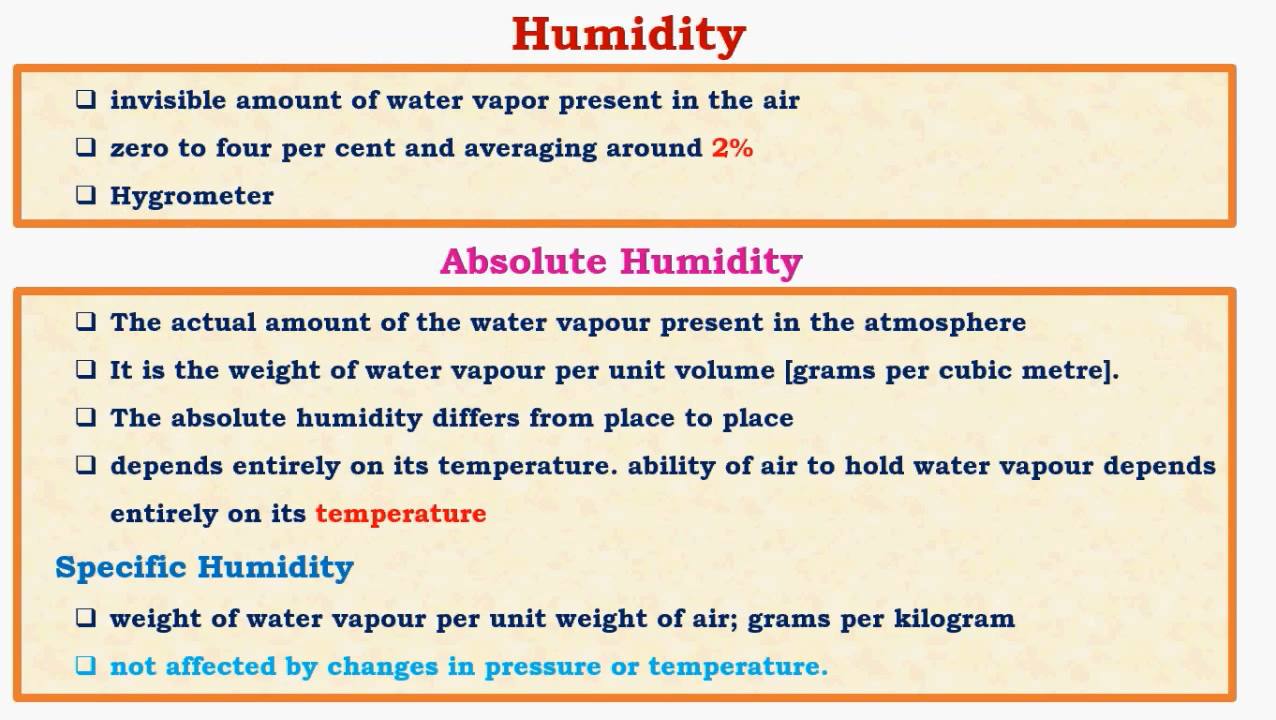 Humidity
invisible amount of water vapor present in the air
zero to four per cent and averaging around 2%
Hygrometer
Absolute Humidity
The actual amount of the water vapour present in the atmosphere
It is the weight of water vapour per unit volume [grams per cubic metre].
The absolute humidity differs from place to place
depends entirely on its temperature. ability of air to hold water vapour depends
entirely on its temperature
Specific Humidity
weight of water vapour per unit weight of air; grams per kilogram
not affected by changes in pressure or temperature.